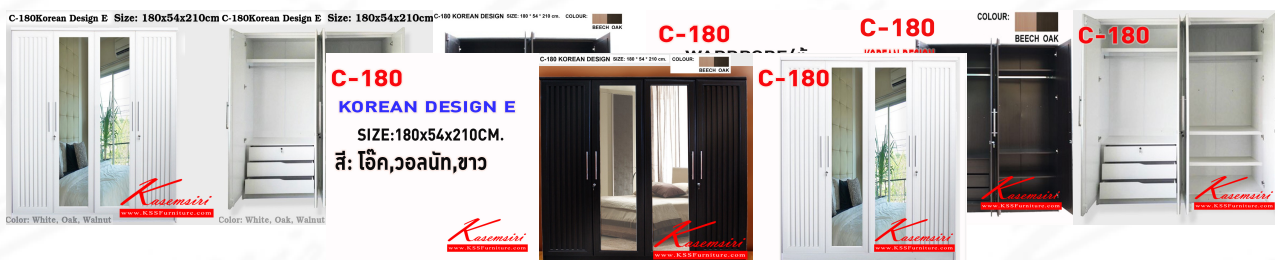 C-180Korean Design E Size: 180x54x210cm
Kasemsiri
www.KSSFurniture.com
Color: White, Oak, Walnut
C-180Korean Design E Size: 180x54x210cm
Color: White, Oak, Walnut
C-180 KOREAN DESIGN SIZE: 180 * 54 * 210 cm. COLOUR:
BEECH OAK
C-180
KOREAN DESIGN E
SIZE:180x54x210CM.
สี: โอ๊ค,วอลนัท,ขาว
Kasemsiri
www.KSSFurniture.com
C-180
C-180 KOREAN DESIGN SIZE: 180 * 54 * 210 cm. COLOUR:
BEECH OAK
Kasemsiri
www.KSSFurniture.com
C-180
C-180
Kasemsiri
www.KSSFurniture.com
COLOUR:
BEECH OAK
Kasemsiri
www.KSSFurniture.com
C-180
Kasemsiri
www.KSSFurniture.com